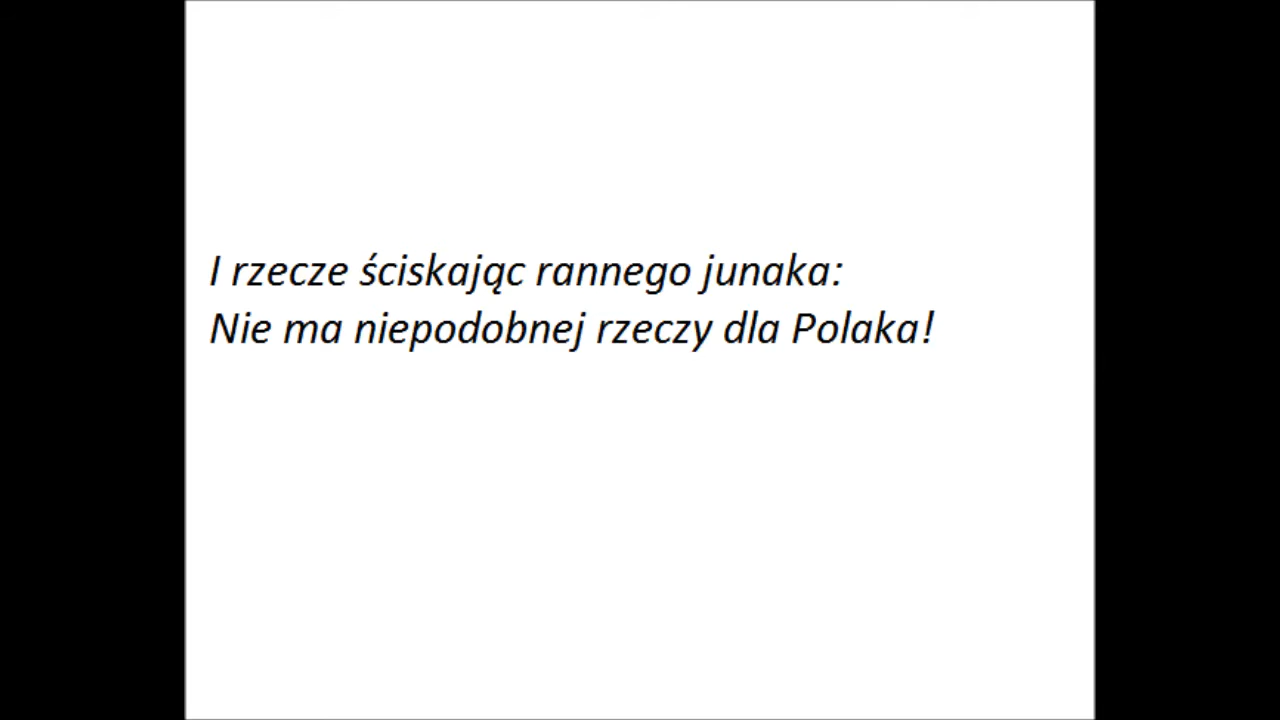 I rzecze ściskając rannego junaka:
Nie ma niepodobnej rzeczy dla Polaka!